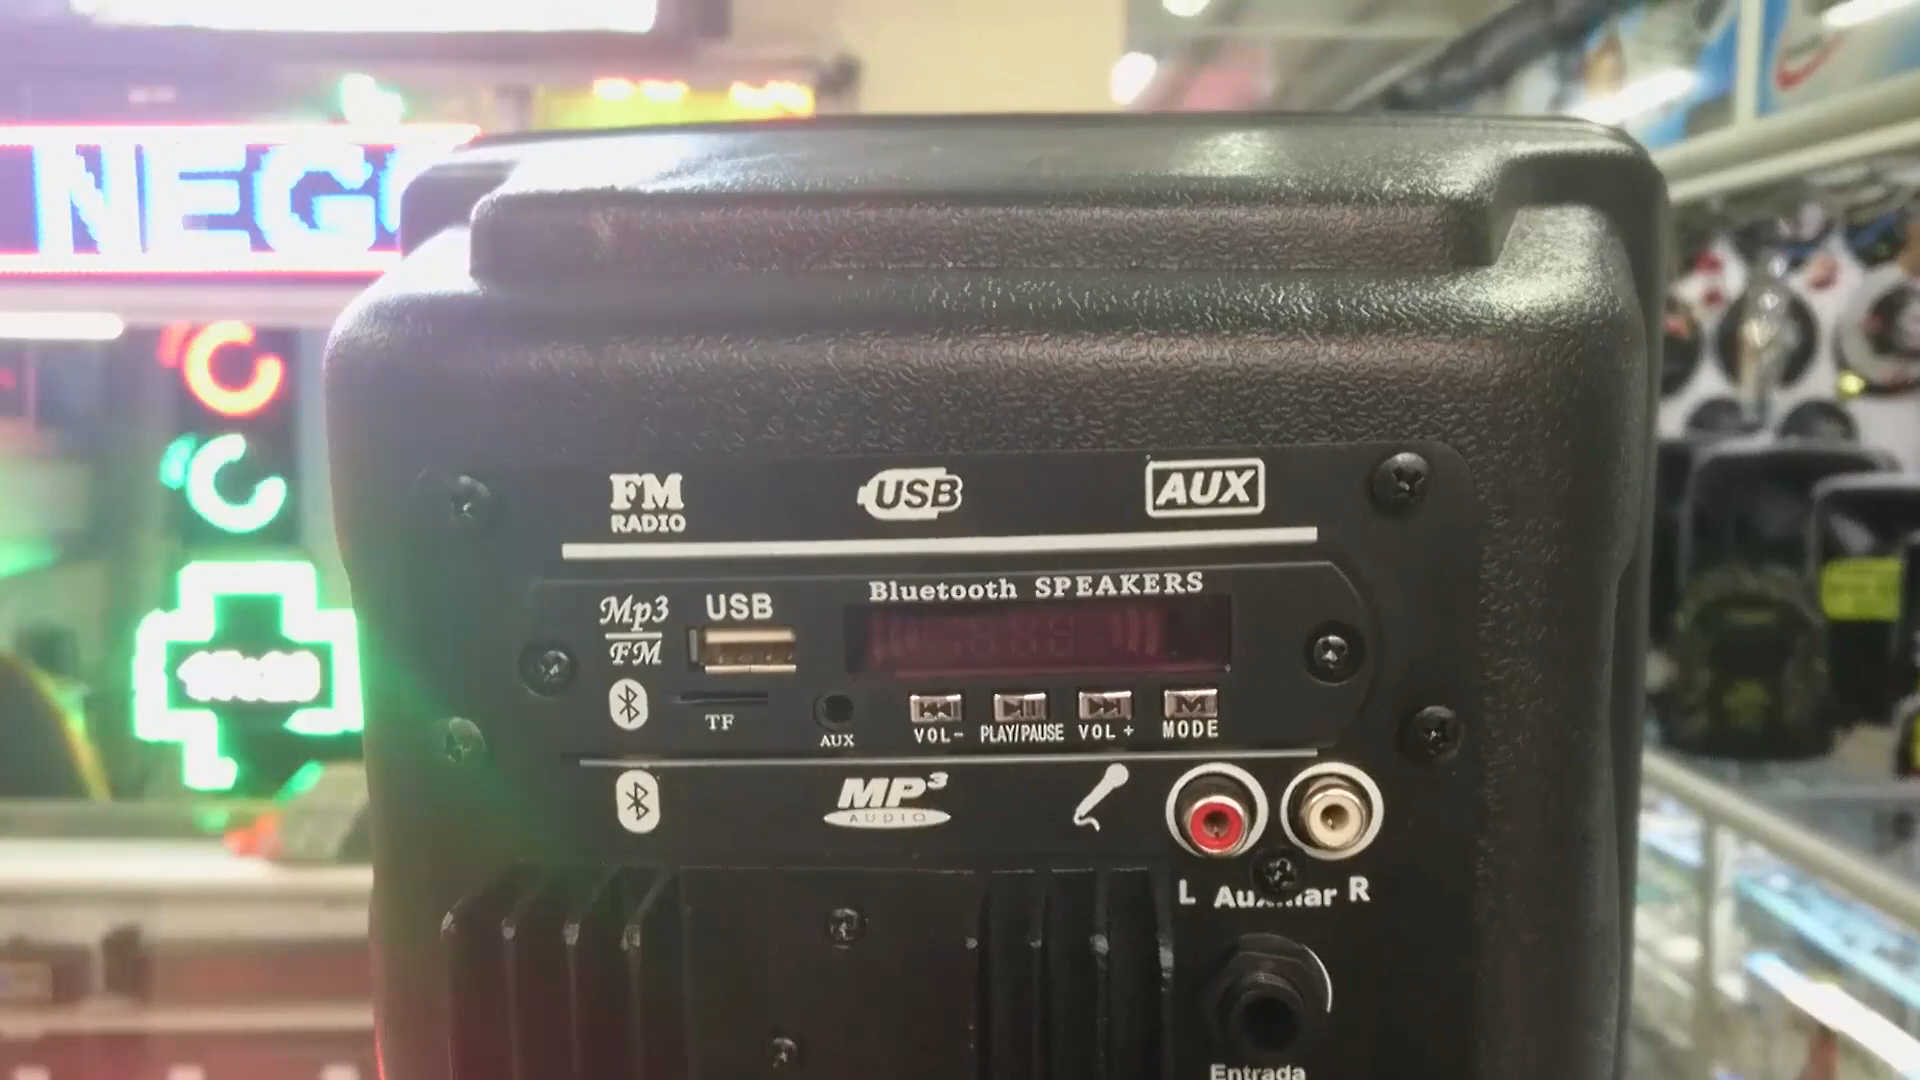 NEG
FM
RADIO
USB
AUX
Bluetooth SPEAKERS
Mp3
FM
USB
TF
AUX
VOL-
PLAY/PAUSE
VOL +
M
MODE
MP3
AUDIO
L
R
Entrada